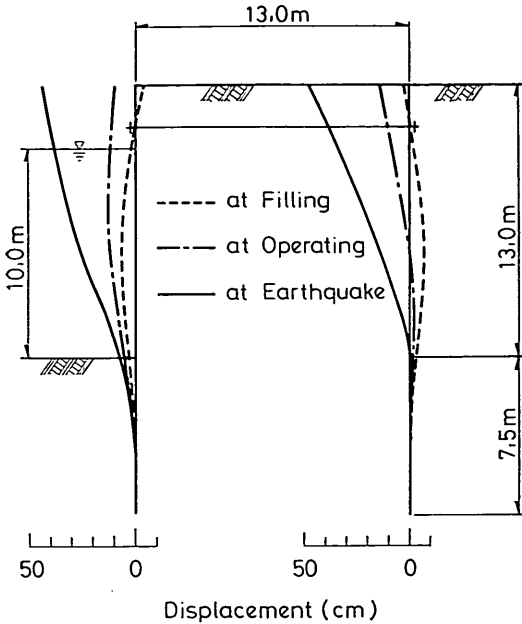 13,0m
10,0m
at Filling
at Operating
at Earthquake
13,0m
7,5m
50 0
50 0
Displacement (cm)